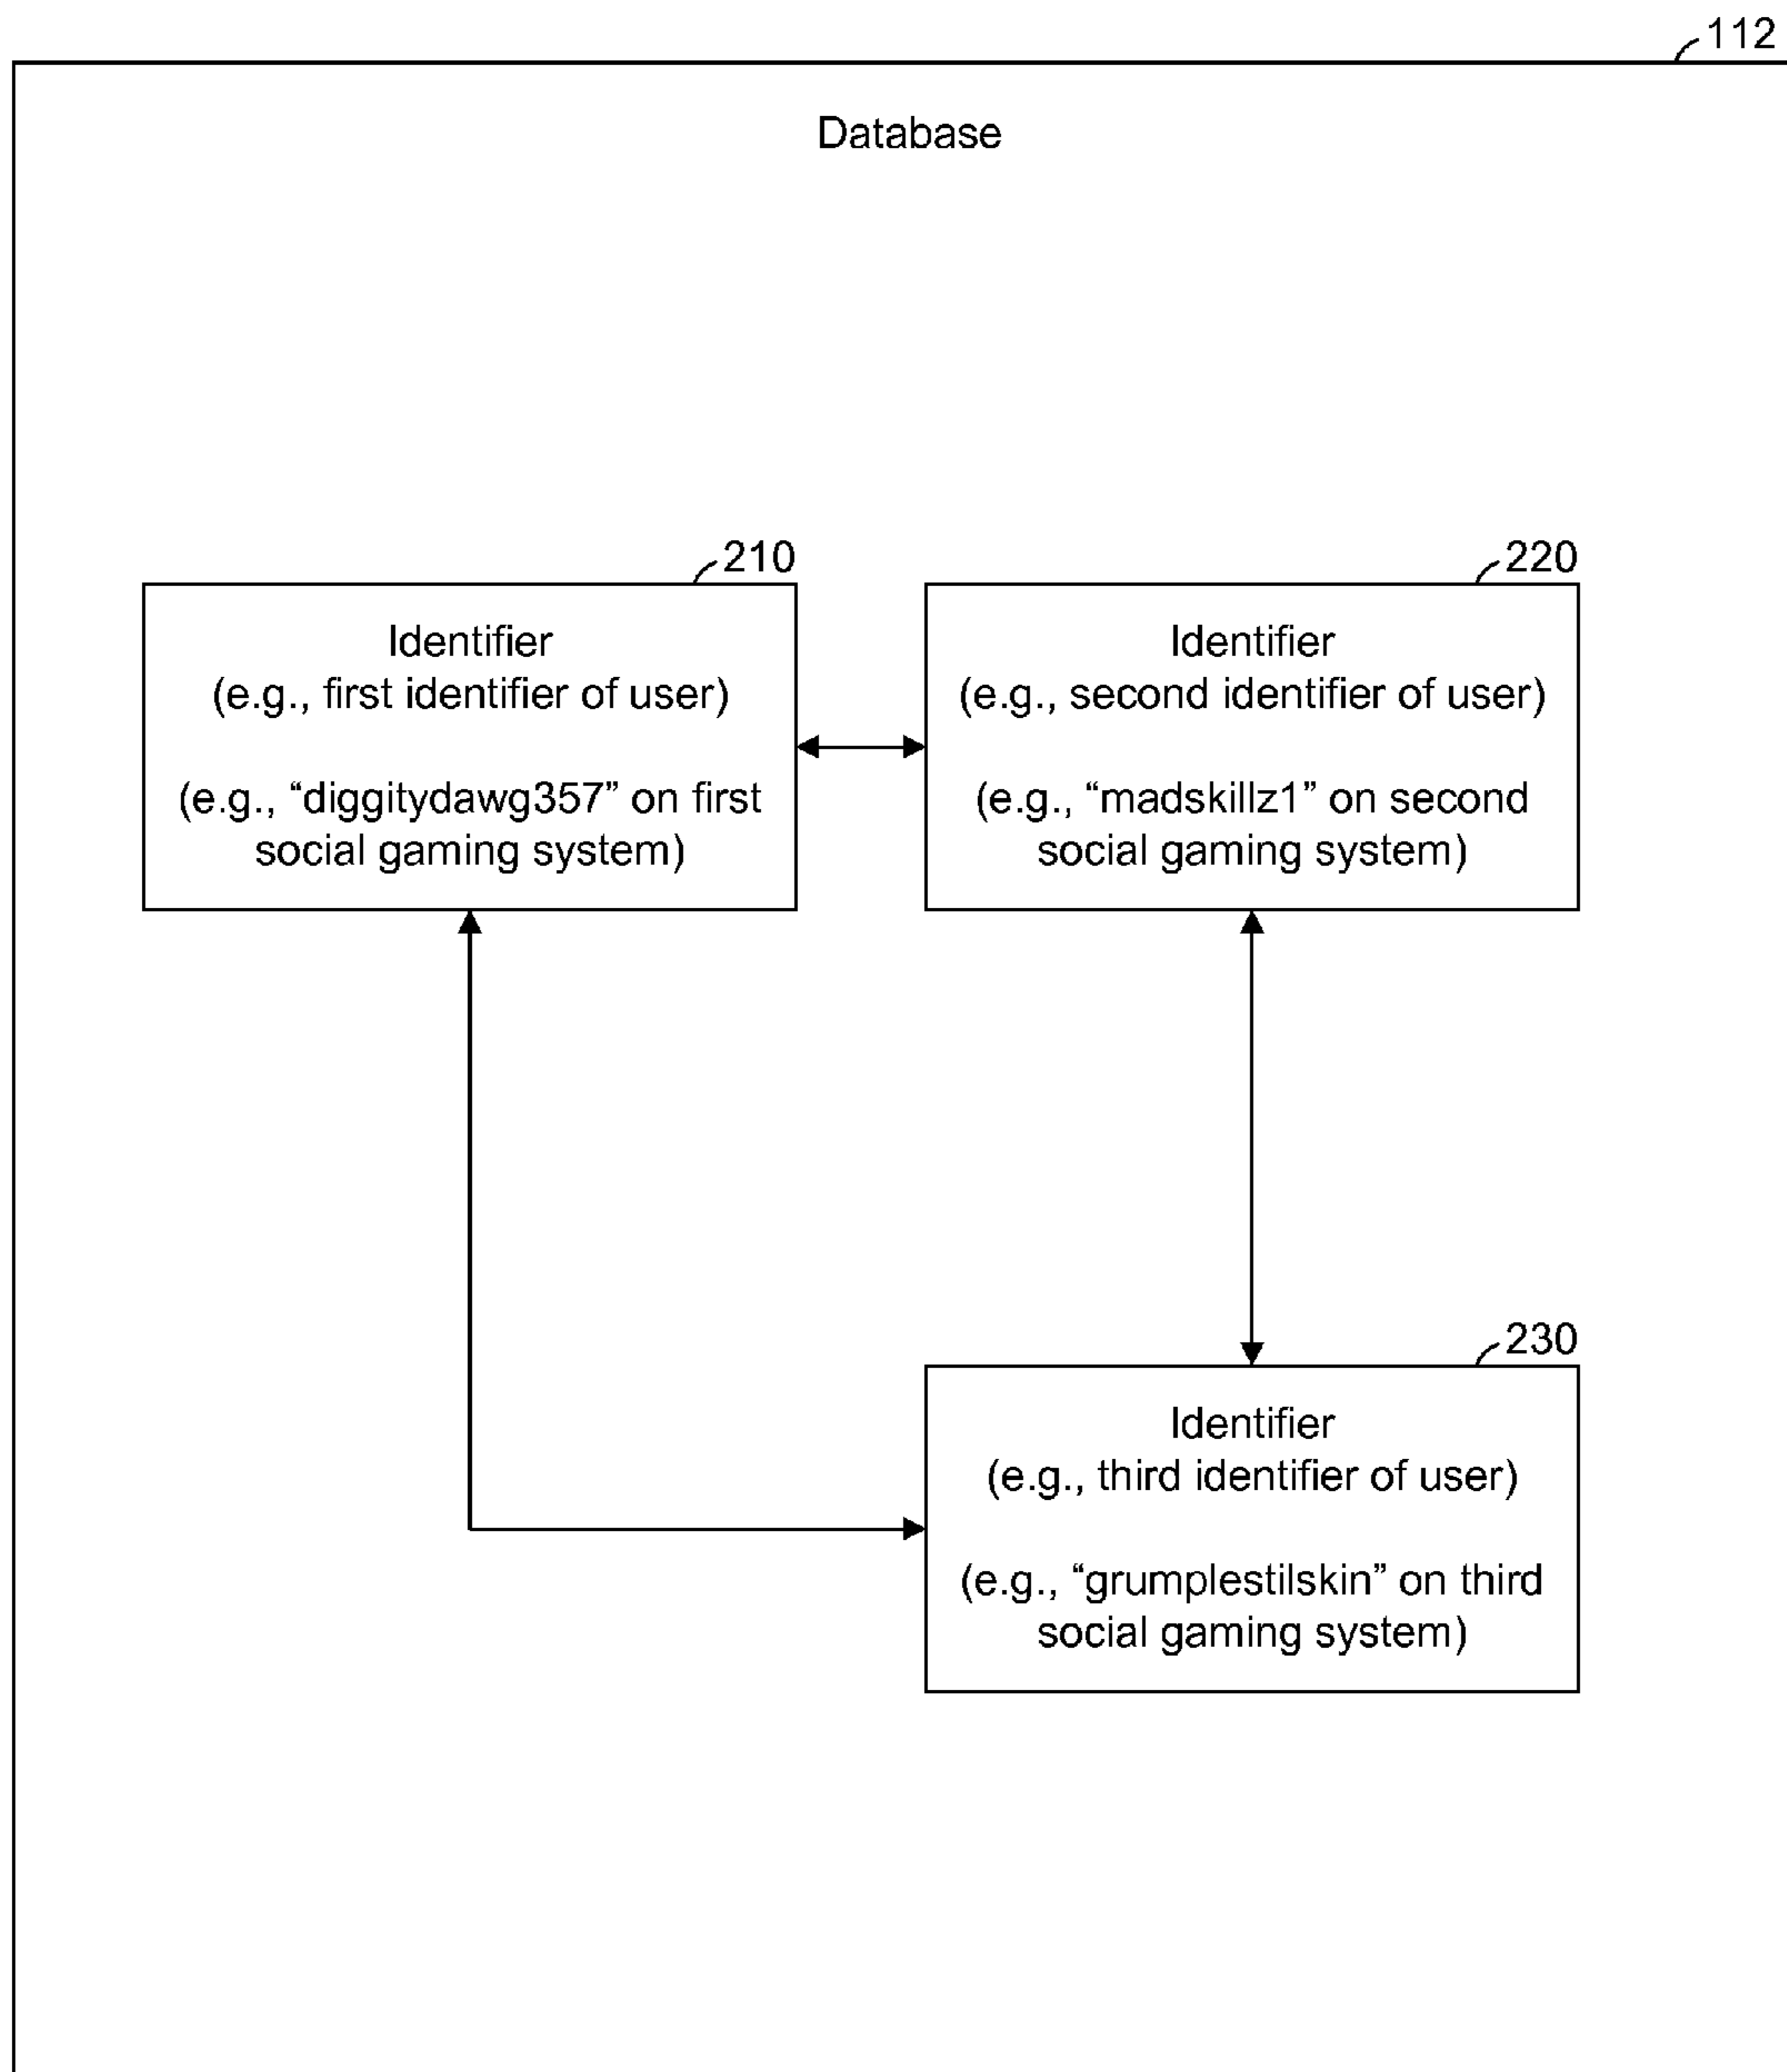 112
Database
210
Identifier
(e.g., first identifier of user)
(e.g., “diggitydawg357” on first
social gaming system)
220
Identifier
(e.g., second identifier of user)
(e.g., “madskillz1” on second
social gaming system)
230
Identifier
(e.g., third identifier of user)
(e.g., “grumplestilskin” on third
social gaming system)